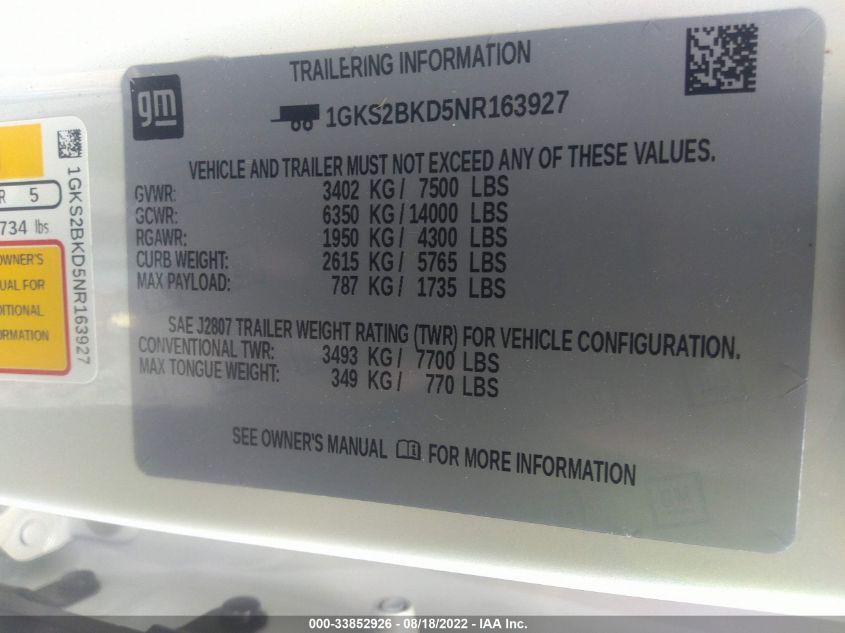 TRAILERING INFORMATION
gm
1GKS2BKD5NR163927
VEHICLE AND TRAILER MUST NOT EXCEED ANY OF THESE VALUES.
GVWR: 3402 KG / 7500 LBS
GCWR: 6350 KG / 14000 LBS
RGAWR: 1950 KG / 4300 LBS
CURB WEIGHT: 2615 KG / 5765 LBS
MAX PAYLOAD: 787 KG / 1735 LBS
SAE J2807 TRAILER WEIGHT RATING (TWR) FOR VEHICLE CONFIGURATION.
CONVENTIONAL TWR: 3493 KG / 7700 LBS
MAX TONGUE WEIGHT: 349 KG / 770 LBS
SEE OWNER'S MANUAL FOR MORE INFORMATION
GM
R 5
734 lbs
OWNER'S
UAL FOR
DITIONAL
ORMATION
1GKS2BKD5NR163927
000-33852926 - 08/18/2022 - IAA Inc.